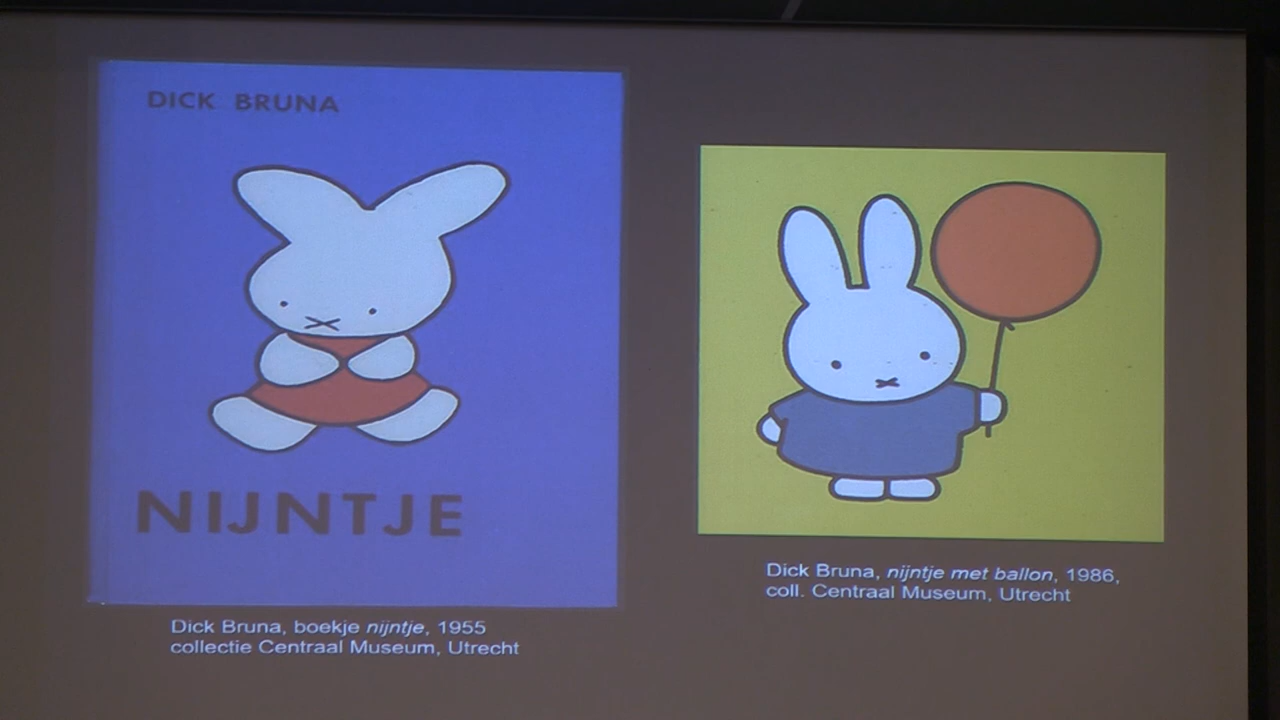 DICK BRUNA
NIJNTJE
Dick Bruna, boekje nijntje, 1955
collectie Centraal Museum, Utrecht
Dick Bruna, nijntje met ballon, 1986,
coll. Centraal Museum, Utrecht